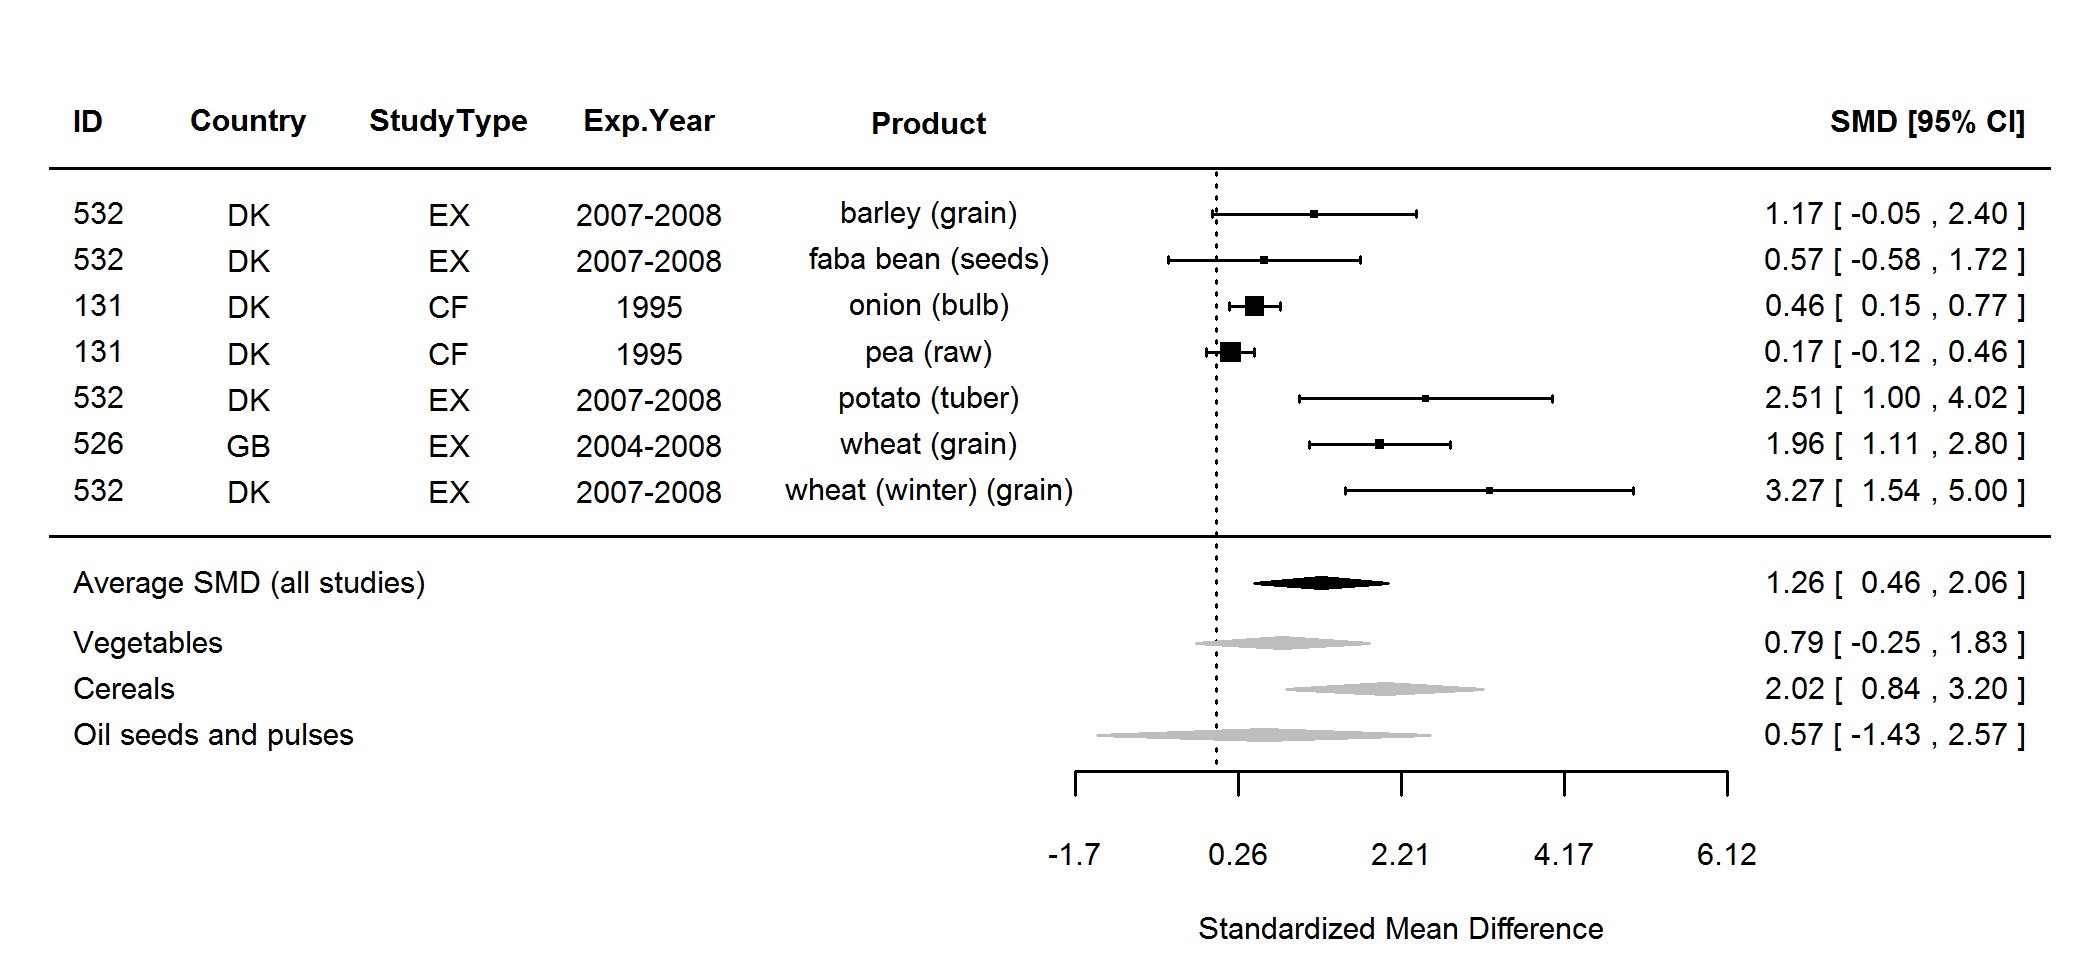 ID Country StudyType Exp.Year Product SMD [95% CI]
532 DK EX 2007-2008 barley (grain) 1.17 [ -0.05 , 2.40 ]
532 DK EX 2007-2008 faba bean (seeds) 0.57 [ -0.58 , 1.72 ]
131 DK CF 1995 onion (bulb) 0.46 [ 0.15 , 0.77 ]
131 DK CF 1995 pea (raw) 0.17 [ -0.12 , 0.46 ]
532 DK EX 2007-2008 potato (tuber) 2.51 [ 1.00 , 4.02 ]
526 GB EX 2004-2008 wheat (grain) 1.96 [ 1.11 , 2.80 ]
532 DK EX 2007-2008 wheat (winter) (grain) 3.27 [ 1.54 , 5.00 ]
Average SMD (all studies) 1.26 [ 0.46 , 2.06 ]
Vegetables 0.79 [ -0.25 , 1.83 ]
Cereals 2.02 [ 0.84 , 3.20 ]
Oil seeds and pulses 0.57 [ -1.43 , 2.57 ]
-1.7 0.26 2.21 4.17 6.12
Standardized Mean Difference